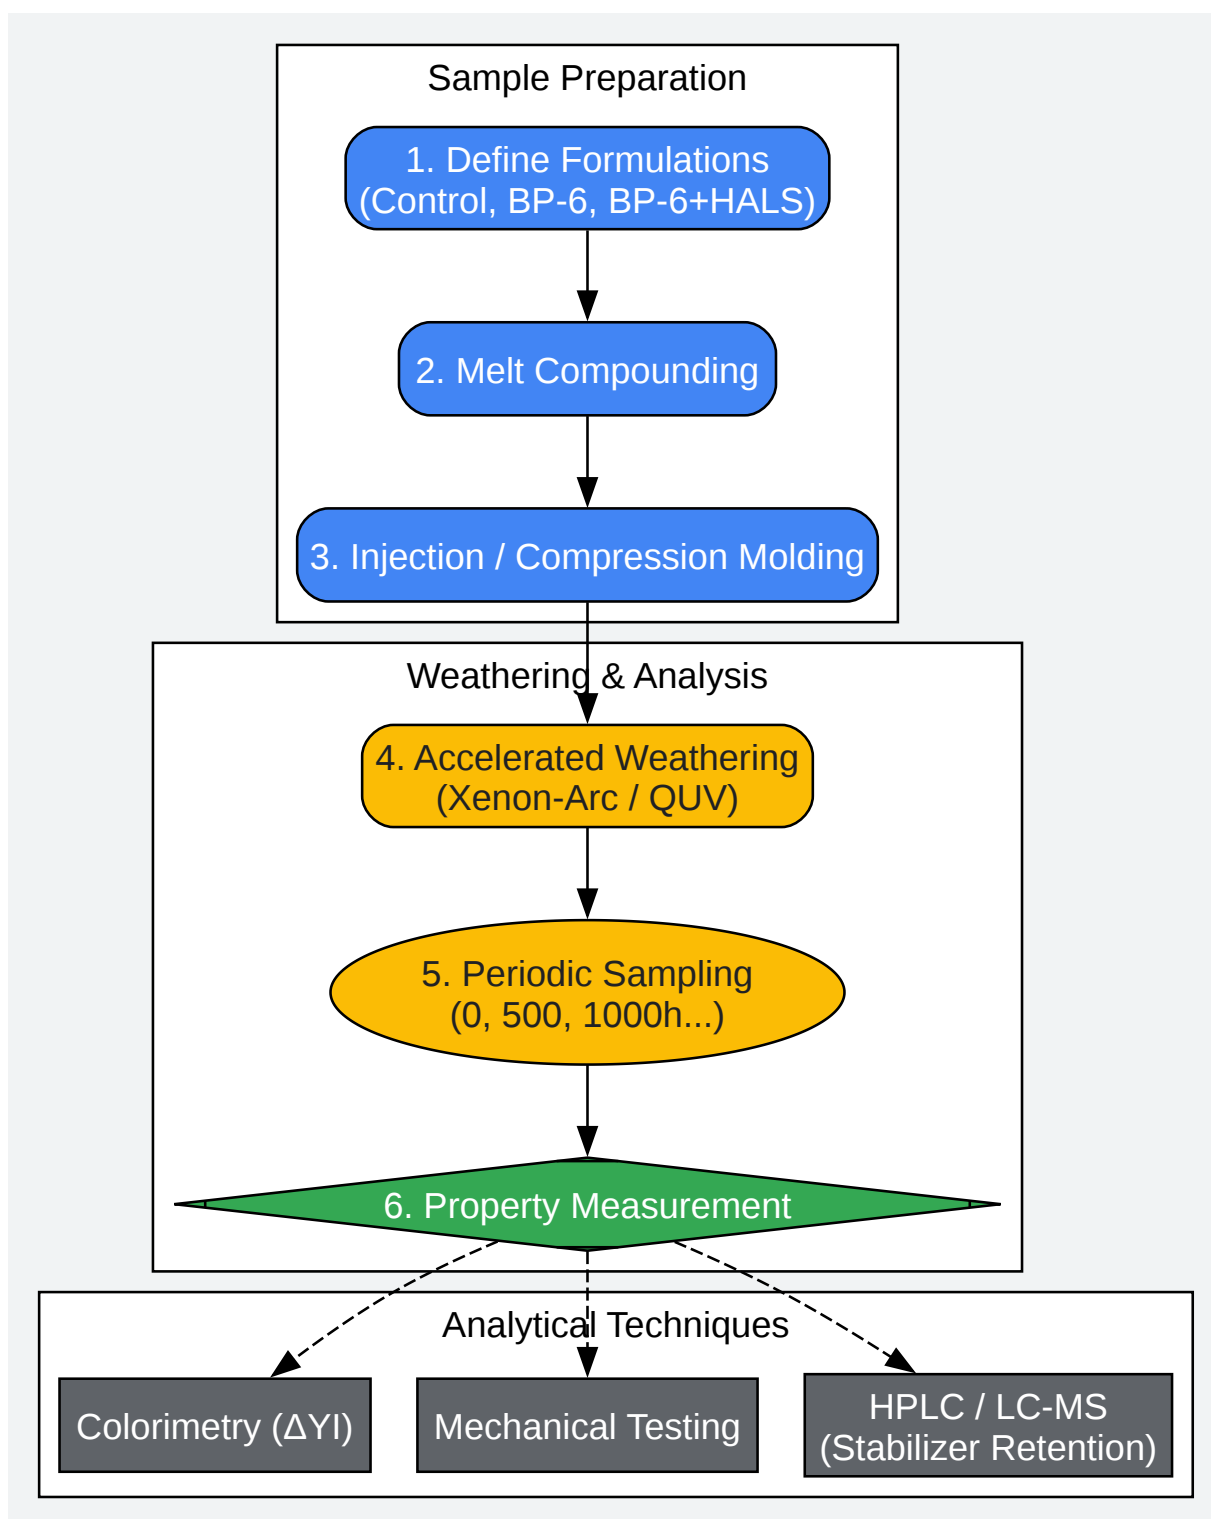 Sample Preparation
1. Define Formulations
(Control, BP-6, BP-6+HALS)
2. Melt Compounding
3. Injection / Compression Molding
Weathering & Analysis
4. Accelerated Weathering
(Xenon-Arc / QUV)
5. Periodic Sampling
(0, 500, 1000h...)
6. Property Measurement
Analytical Techniques
Colorimetry (ΔYI)
Mechanical Testing
HPLC / LC-MS
(Stabilizer Retention)